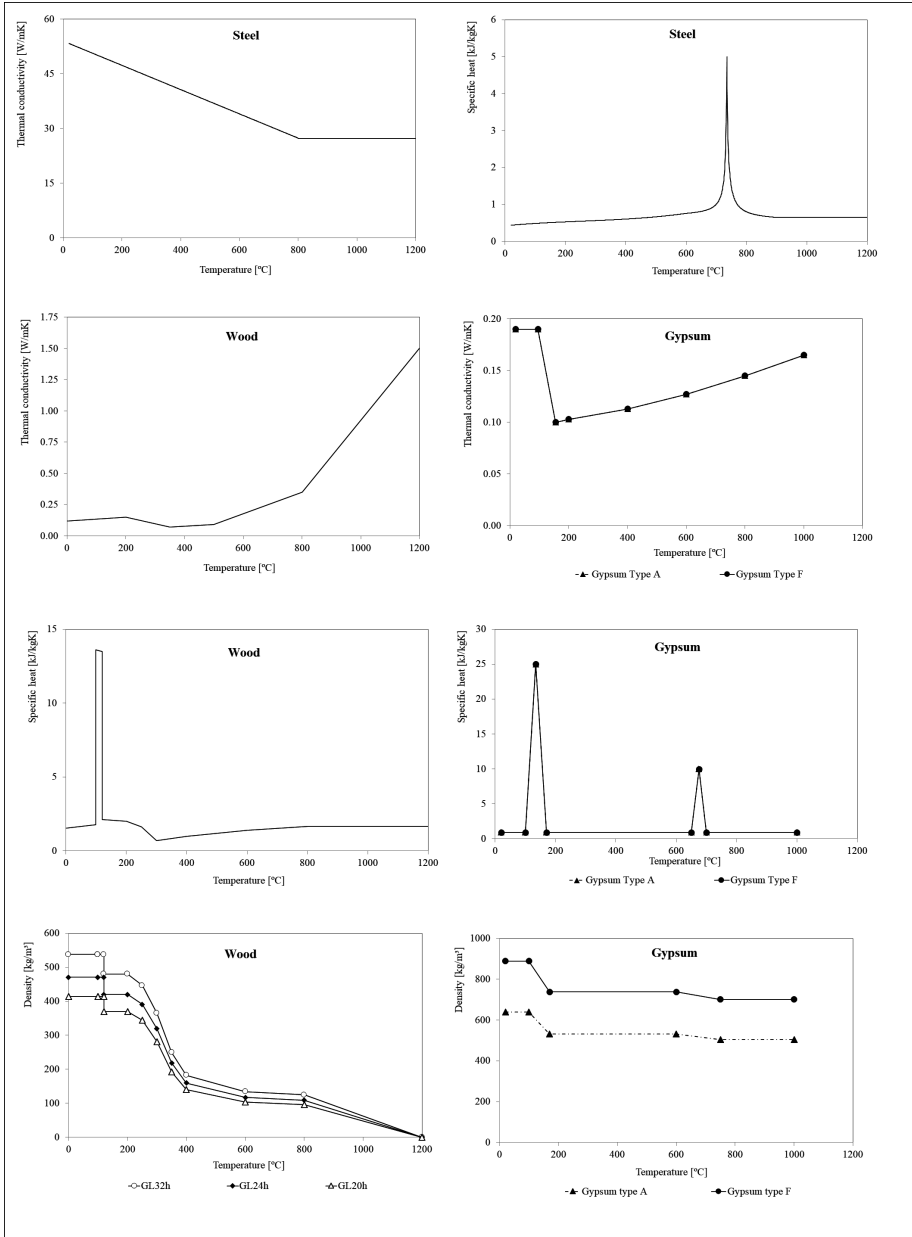 Steel
Thermal conductivity [W/mK]
60
45
30
15
0
0 200 400 600 800 1000 1200
Temperature [ºC]
Steel
Specific heat [kJ/kgK]
6
5
4
3
2
1
0
0 200 400 600 800 1000 1200
Temperature [ºC]
Wood
Thermal conductivity [W/mK]
1.75
1.50
1.25
1.00
0.75
0.50
0.25
0.00
0 200 400 600 800 1000 1200
Temperature [ºC]
Gypsum
Thermal conductivity [W/mK]
0.20
0.15
0.10
0.05
0.00
0 200 400 600 800 1000 1200
Temperature [ºC]
Gypsum Type A Gypsum Type F
Wood
Specific heat [kJ/kgK]
15
10
5
0
0 200 400 600 800 1000 1200
Temperature [ºC]
Gypsum
Specific heat [kJ/kgK]
30
25
20
15
10
5
0
0 200 400 600 800 1000 1200
Temperature [ºC]
Gypsum Type A Gypsum Type F
Wood
Density [kg/m³]
600
500
400
300
200
100
0
0 200 400 600 800 1000 1200
Temperature [ºC]
GL32h GL24h GL20h
Gypsum
Density [kg/m³]
1000
800
600
400
200
0
0 200 400 600 800 1000 1200
Temperature [ºC]
Gypsum type A Gypsum type F